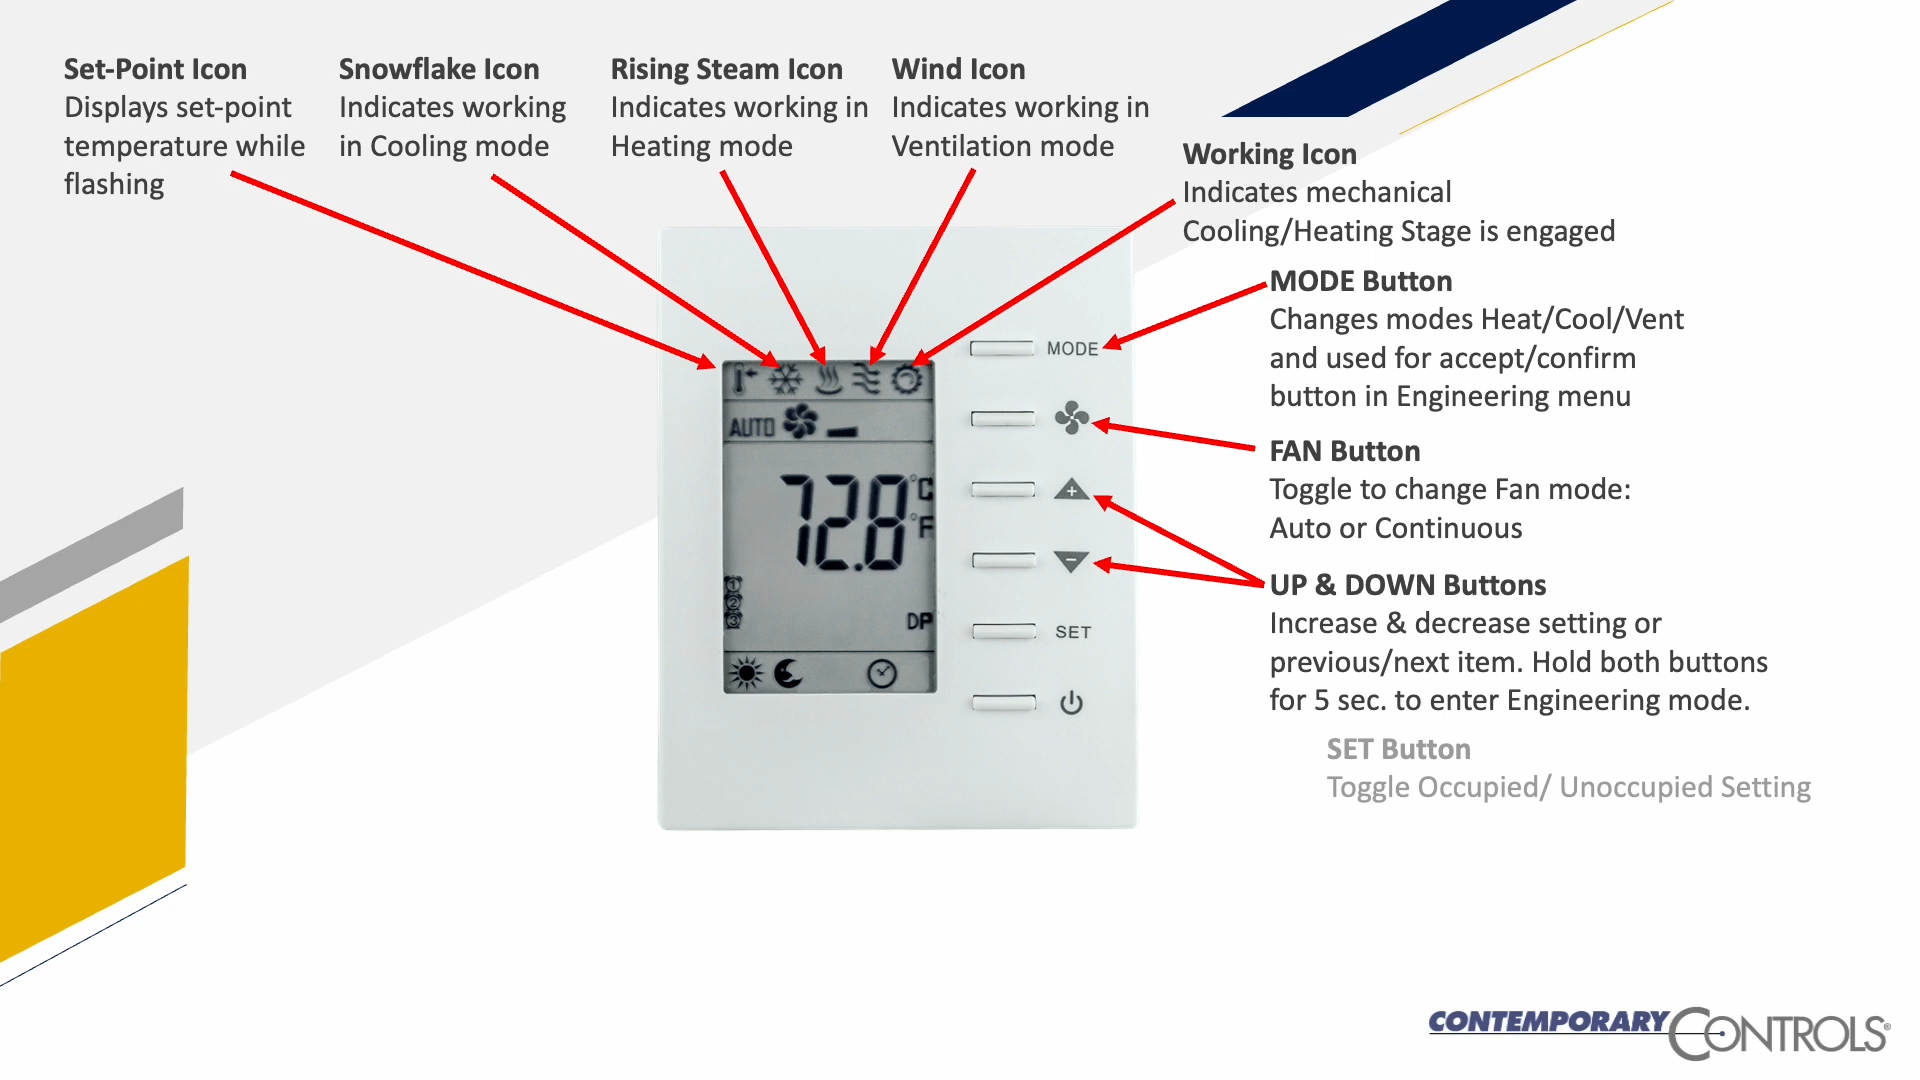 Set-Point Icon
Displays set-point
temperature while
flashing
Snowflake Icon
Indicates working
in Cooling mode
Rising Steam Icon
Indicates working in
Heating mode
Wind Icon
Indicates working in
Ventilation mode
Working Icon
Indicates mechanical
Cooling/Heating Stage is engaged
MODE Button
Changes modes Heat/Cool/Vent
and used for accept/confirm
button in Engineering menu
FAN Button
Toggle to change Fan mode:
Auto or Continuous
UP & DOWN Buttons
Increase & decrease setting or
previous/next item. Hold both buttons
for 5 sec. to enter Engineering mode.
SET Button
Toggle Occupied/ Unoccupied Setting
MODE
AUTO
72.8
°C
°F
1
2
3
DP
+
−
SET
CONTEMPORARY CONTROLS®